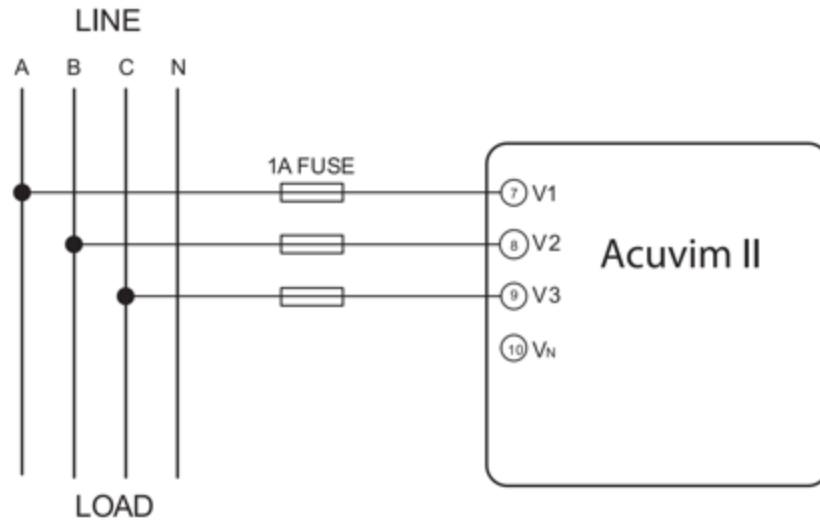 LINE
A B C N
1A FUSE
7 V1
8 V2
Acuvim II
9 V3
10 VN
LOAD